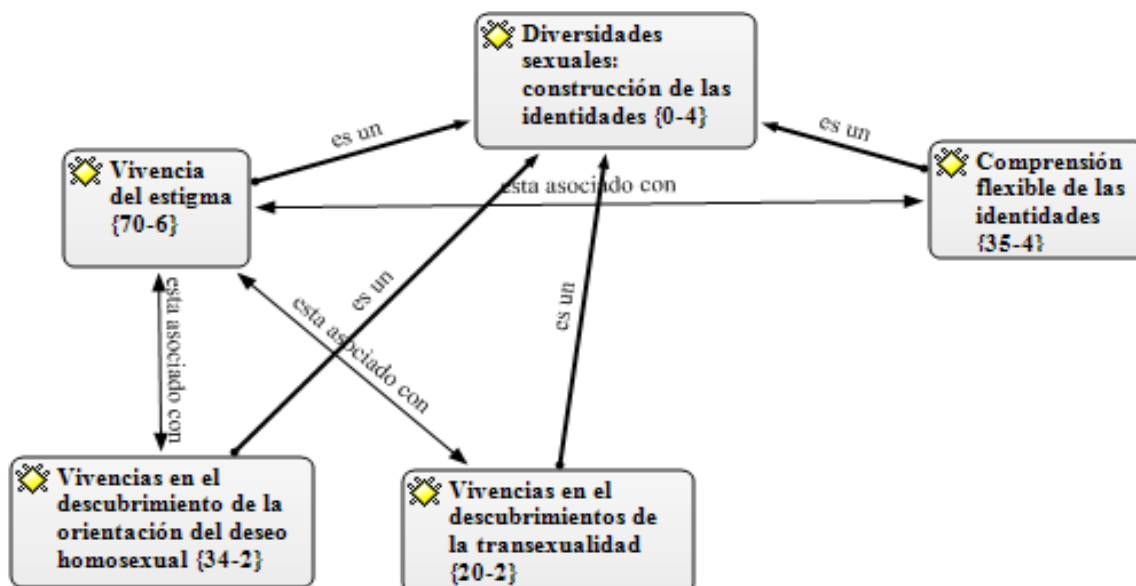 Diversidades
sexuales:
construcción de las
identidades {0-4}
es un
es un
Vivencia
del estigma
{70-6}
esta asociado con
Comprensión
flexible de las
identidades
{35-4}
esta asociado con
es un
esta asociado con
es un
Vivencias en el
descubrimiento de la
orientación del deseo
homosexual {34-2}
Vivencias en el
descubrimientos de
la transexualidad
{20-2}